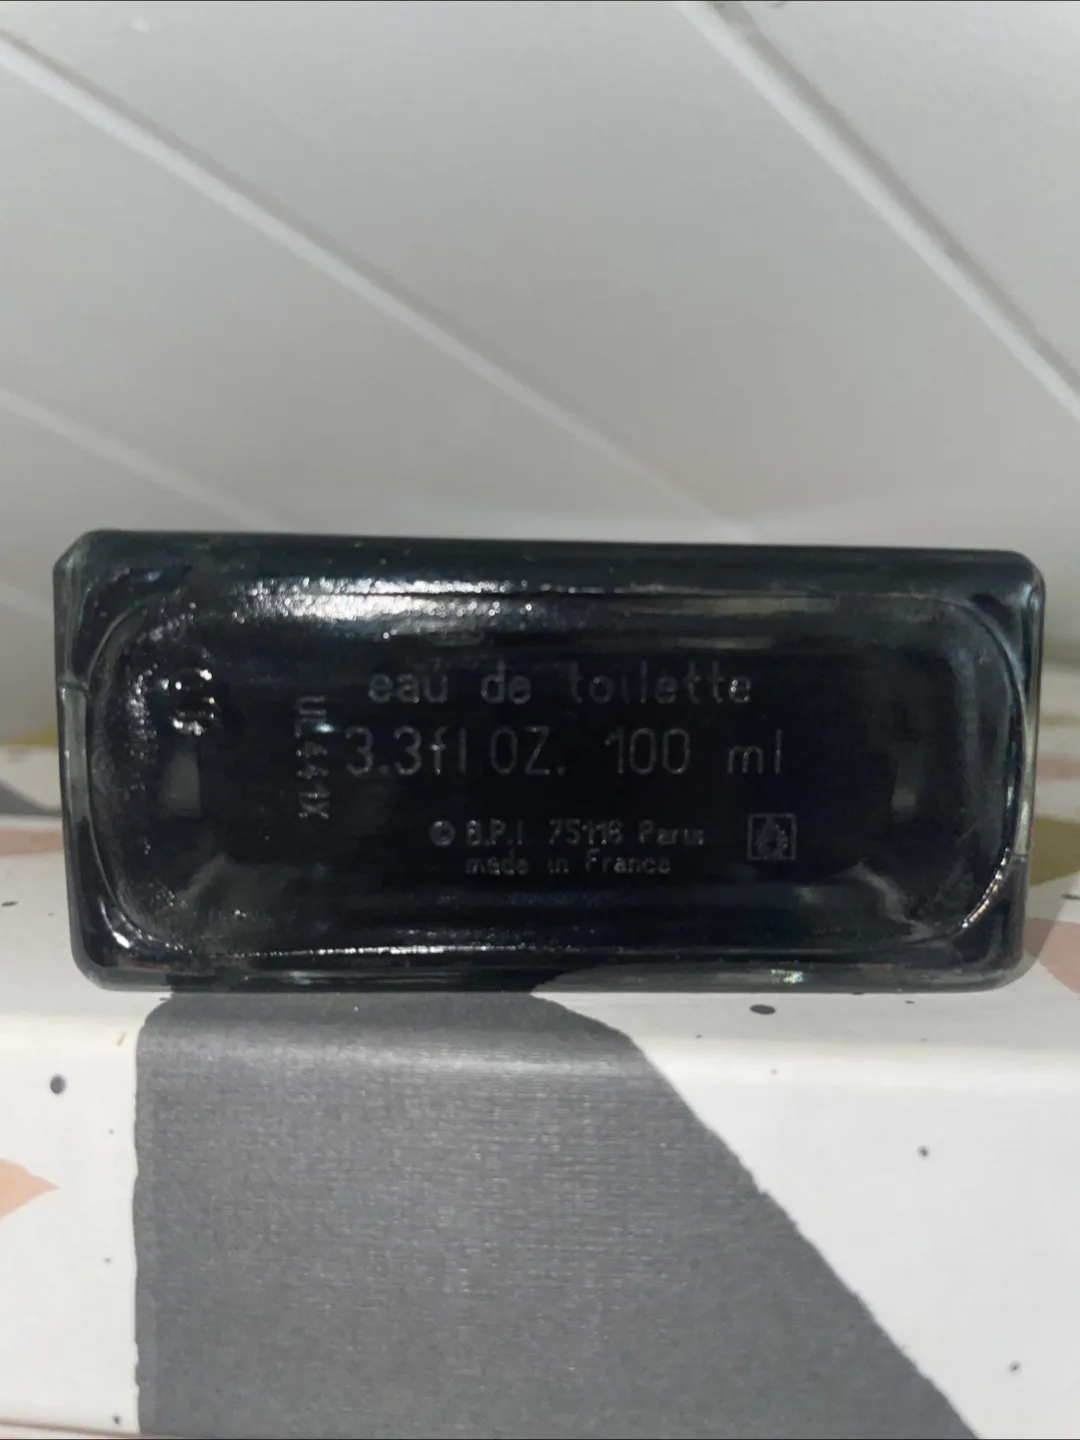 eau de toilette
3.3fl OZ. 100 ml
© B.P.I. 75116 Paris
made in France